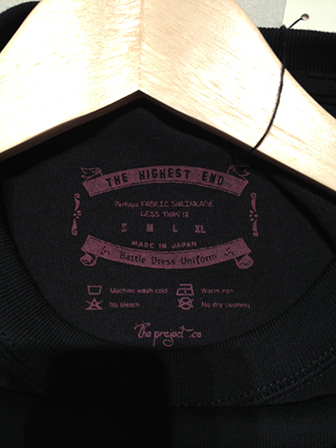 THE HIGHEST END
Perhaps FABRIC SHRINKAGE
LESS THAN 1%
S M L XL
MADE IN JAPAN
Battle Dress Uniform
Machine wash cold Warm iron
No bleach No dry cleaning
The project co